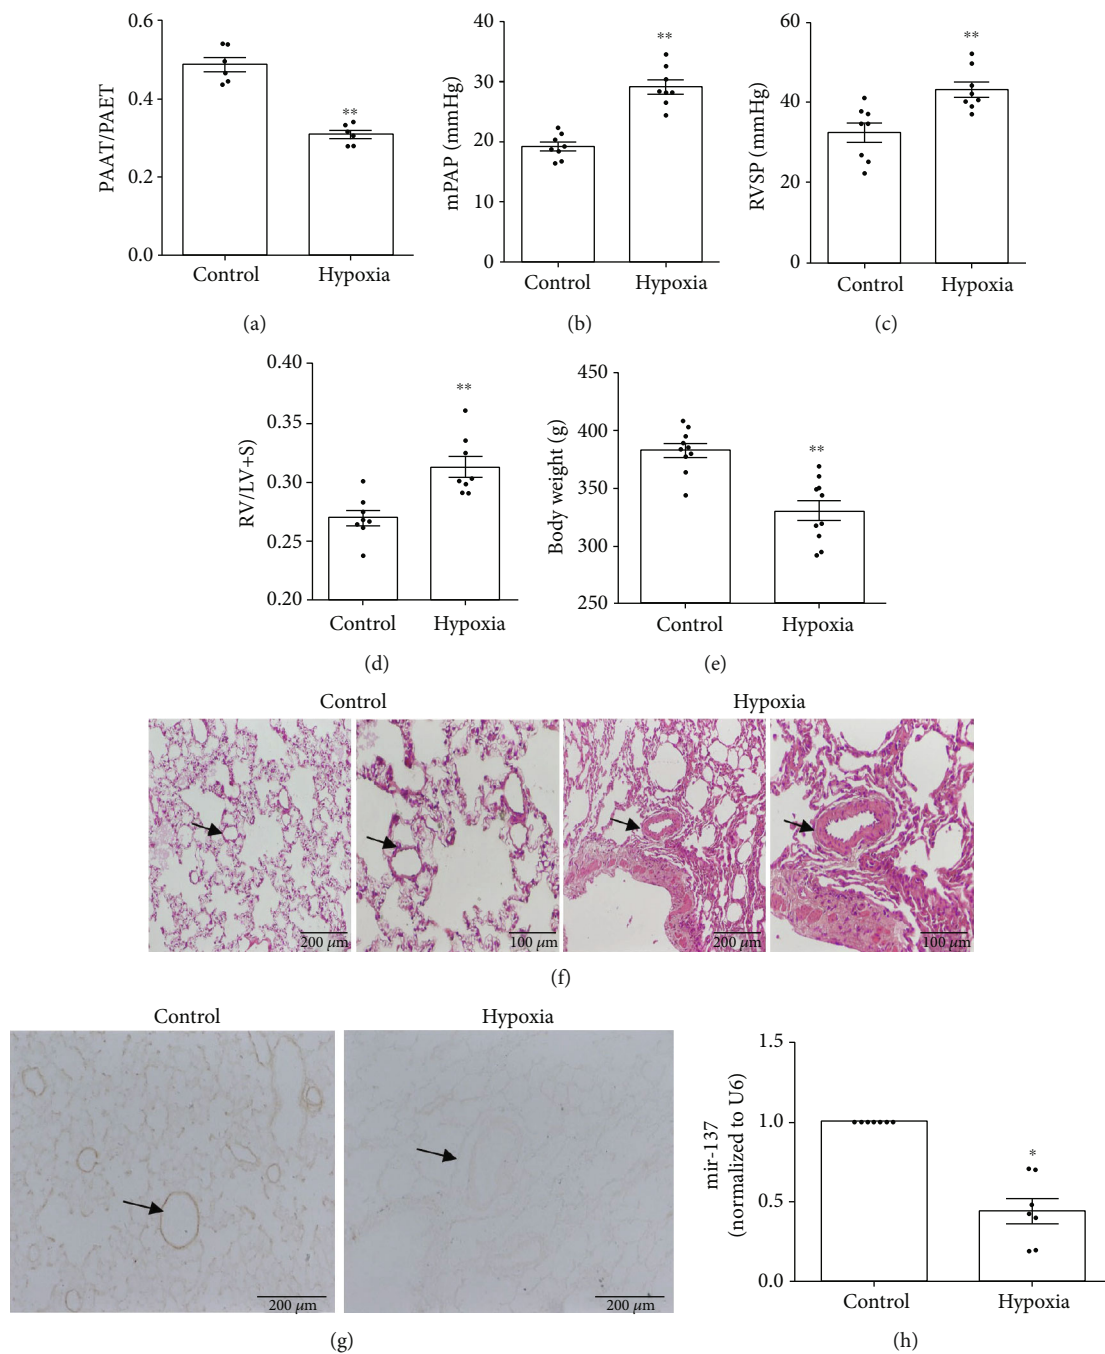 0.6
0.4
0.2
0.0
PAAT/PAET
**
Control
Hypoxia
(a)
40
30
20
10
0
mPAP (mmHg)
**
Control
Hypoxia
(b)
60
40
20
0
RVSP (mmHg)
**
Control
Hypoxia
(c)
0.40
0.35
0.30
0.25
0.20
RV/LV+S)
**
Control
Hypoxia
(d)
450
400
350
300
250
Body weight (g)
**
Control
Hypoxia
(e)
Control
Hypoxia
200 μm
100 μm
200 μm
100 μm
(f)
Control
Hypoxia
200 μm
200 μm
(g)
1.5
1.0
0.5
0.0
mir-137
(normalized to U6)
*
Control
Hypoxia
(h)